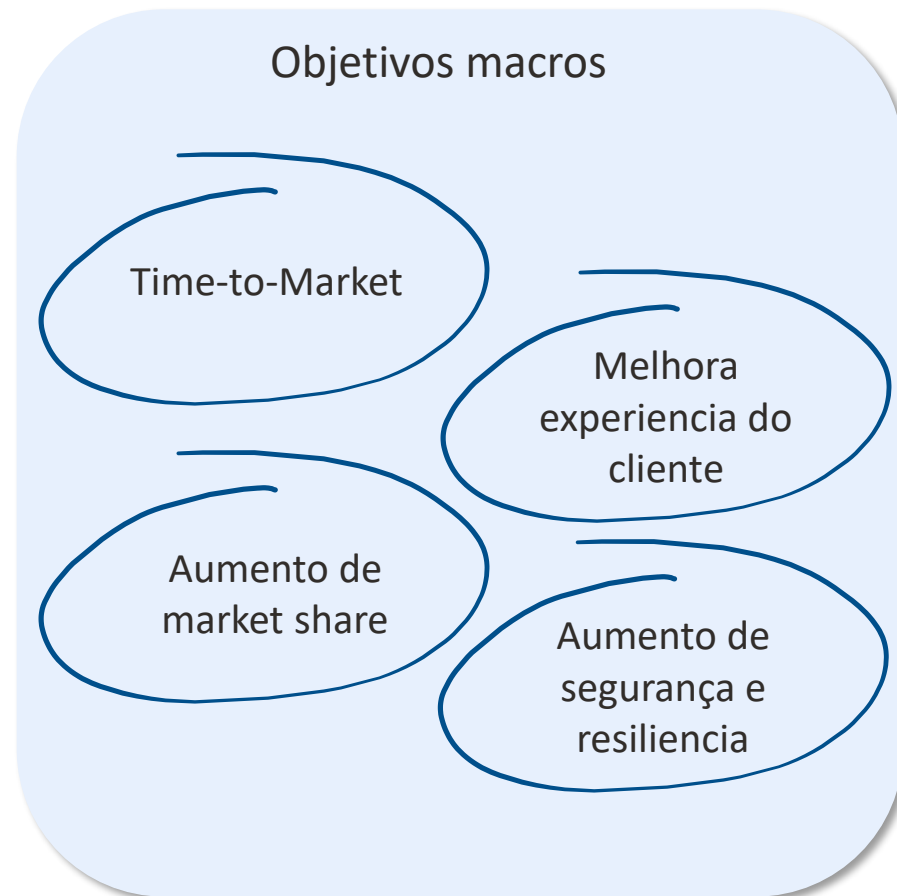 Objetivos macros
Time-to-Market
Melhora
experiencia do
cliente
Aumento de
market share
Aumento de
segurança e
resiliencia